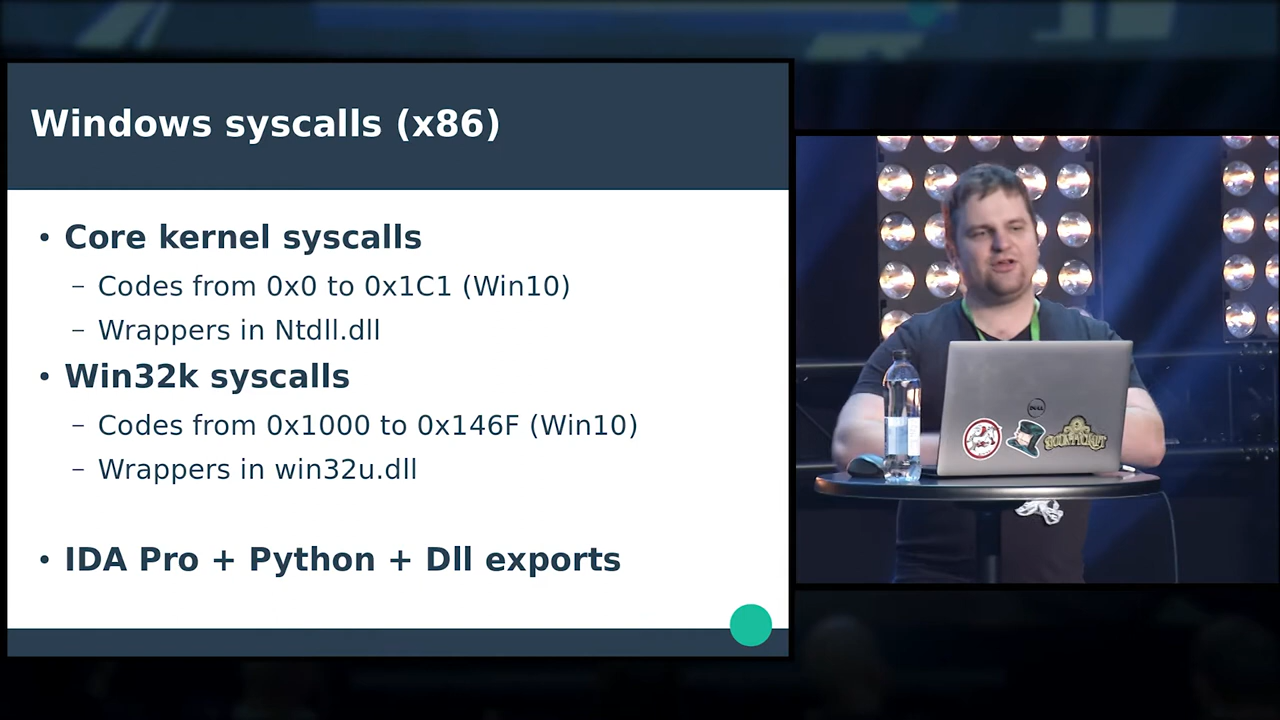 Windows syscalls (x86)
• Core kernel syscalls
– Codes from 0x0 to 0x1C1 (Win10)
– Wrappers in Ntdll.dll
• Win32k syscalls
– Codes from 0x1000 to 0x146F (Win10)
– Wrappers in win32u.dll
• IDA Pro + Python + Dll exports
DELL